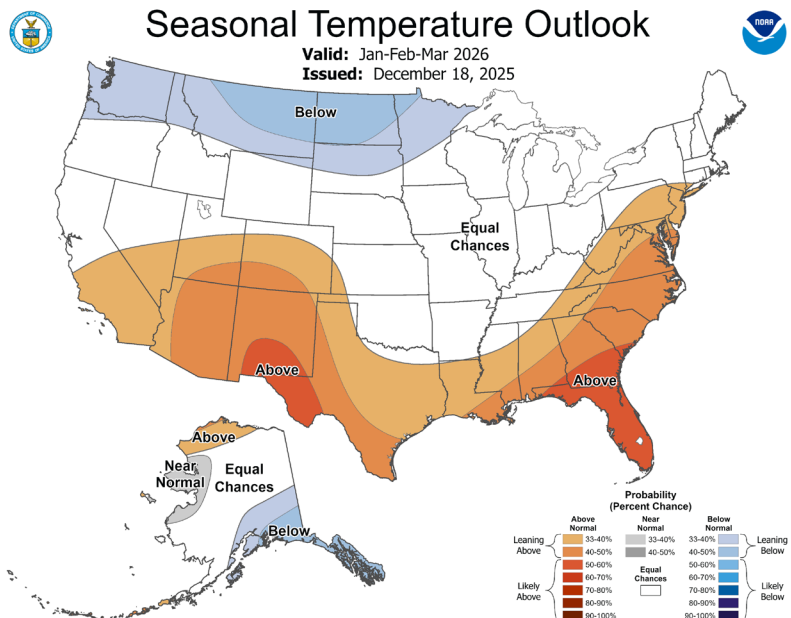 Seasonal Temperature Outlook
Valid: Jan-Feb-Mar 2026
Issued: December 18, 2025
NOAA
Below
Equal
Chances
Above
Above
Above
Near
Normal
Equal
Chances
Below
Probability
(Percent Chance)
Above
Normal
Near
Normal
Below
Normal
Leaning
Above
33-40%
40-50%
50-60%
60-70%
70-80%
80-90%
90-100%
Likely
Above
33-40%
40-50%
Equal
Chances
33-40%
40-50%
50-60%
60-70%
70-80%
80-90%
90-100%
Leaning
Below
Likely
Below